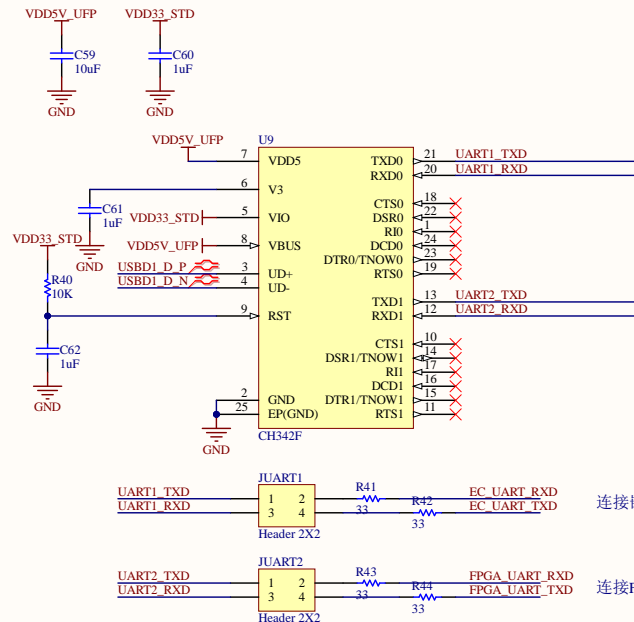 VDD5V_UFP VDD33_STD
C59 C60
10uF 1uF
GND GND
U9
VDD5V_UFP 7 VDD5 TXD0 21 UART1_TXD
RXD0 20 UART1_RXD
6 V3
CTS0 18
C61 VDD33_STD 5 VIO DSR0 22
1uF RI0 1
VDD33_STD VDD5V_UFP 8 VBUS DCD0 24
GND DTR0/TNOW0 23
USBD1_D_P 3 UD+ RTS0 19
USBD1_D_N 4 UD-
R40
10K TXD1 13 UART2_TXD
9 RST RXD1 12 UART2_RXD
CTS1 10
C62 DSR1/TNOW1 14
1uF RI1 17
DCD1 16
GND 2 GND DTR1/TNOW1 15
25 EP(GND) RTS1 11
GND CH342F
JUART1
UART1_TXD 1 2 R41 EC_UART_RXD
UART1_RXD 3 4 33 R42 EC_UART_TXD 连接
Header 2X2 33
JUART2
UART2_TXD 1 2 R43 FPGA_UART_RXD
UART2_RXD 3 4 33 R44 FPGA_UART_TXD 连接F
Header 2X2 33